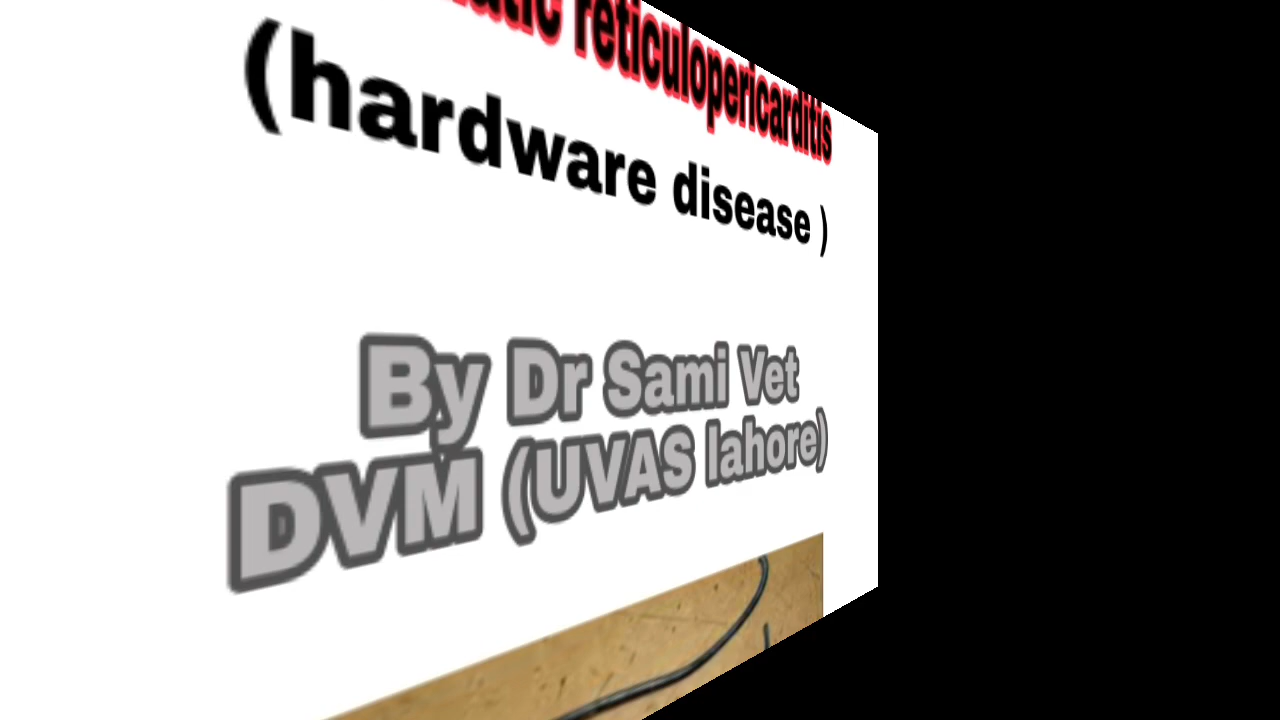 reticulopericarditis
(hardware disease )
By Dr Sami Vet
DVM (UVAS lahore)